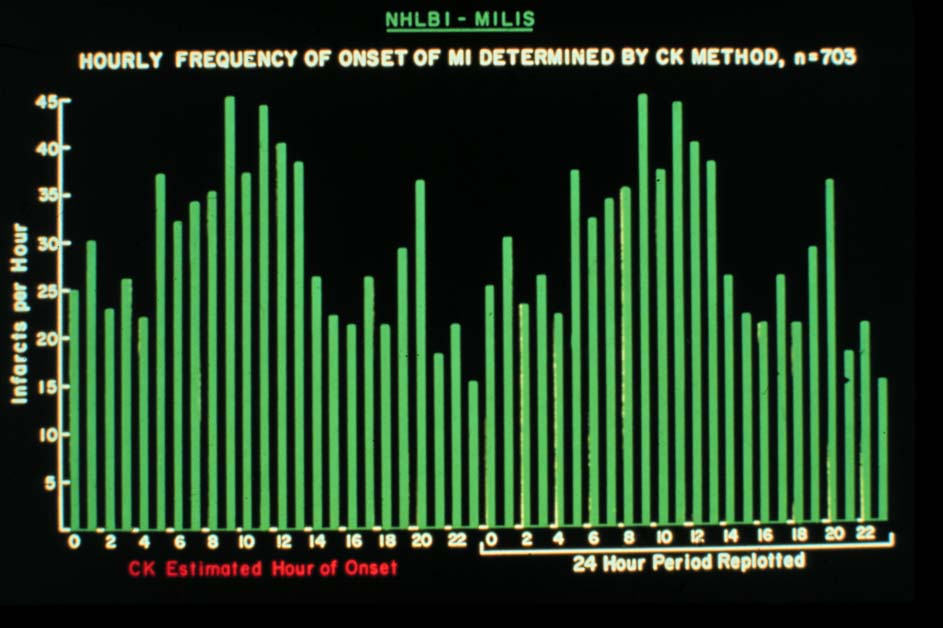 NHLBI - MILIS
HOURLY FREQUENCY OF ONSET OF MI DETERMINED BY CK METHOD, n=703
45
40
35
30
25
20
15
10
5
Infarcts per Hour
0 2 4 6 8 10 12 14 16 18 20 22 0 2 4 6 8 10 12 14 16 18 20 22
CK Estimated Hour of Onset
24 Hour Period Replotted